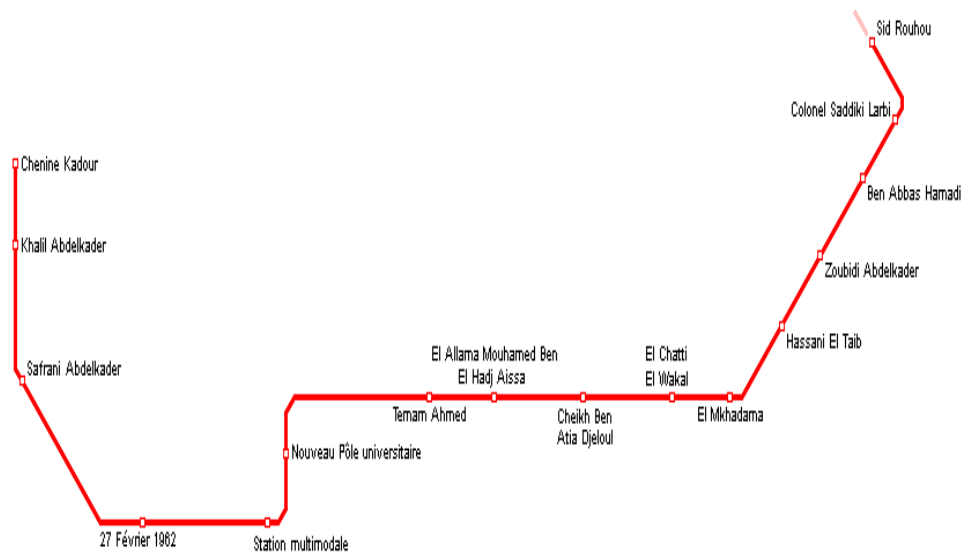 Sid Rouhou
Colonel Saddiki Larbi
Chenine Kadour
Ben Abbas Hamadi
Khalil Abdelkader
Zoubidi Abdelkader
Hassani El Taib
El Allama Mouhamed Ben
El Hadj Aissa
El Chatti
El Wakal
Safrani Abdelkader
Temam Ahmed
Cheikh Ben
Atia Djeloul
El Mkhadama
Nouveau Pôle universitaire
27 Février 1962
Station multimodale